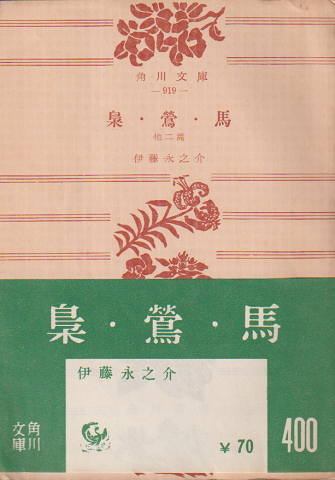 角川文庫
—919—
梟・鶯・馬
他二篇
伊藤永之介
梟・鶯・馬
伊藤永之介
角川
文庫
¥70
400